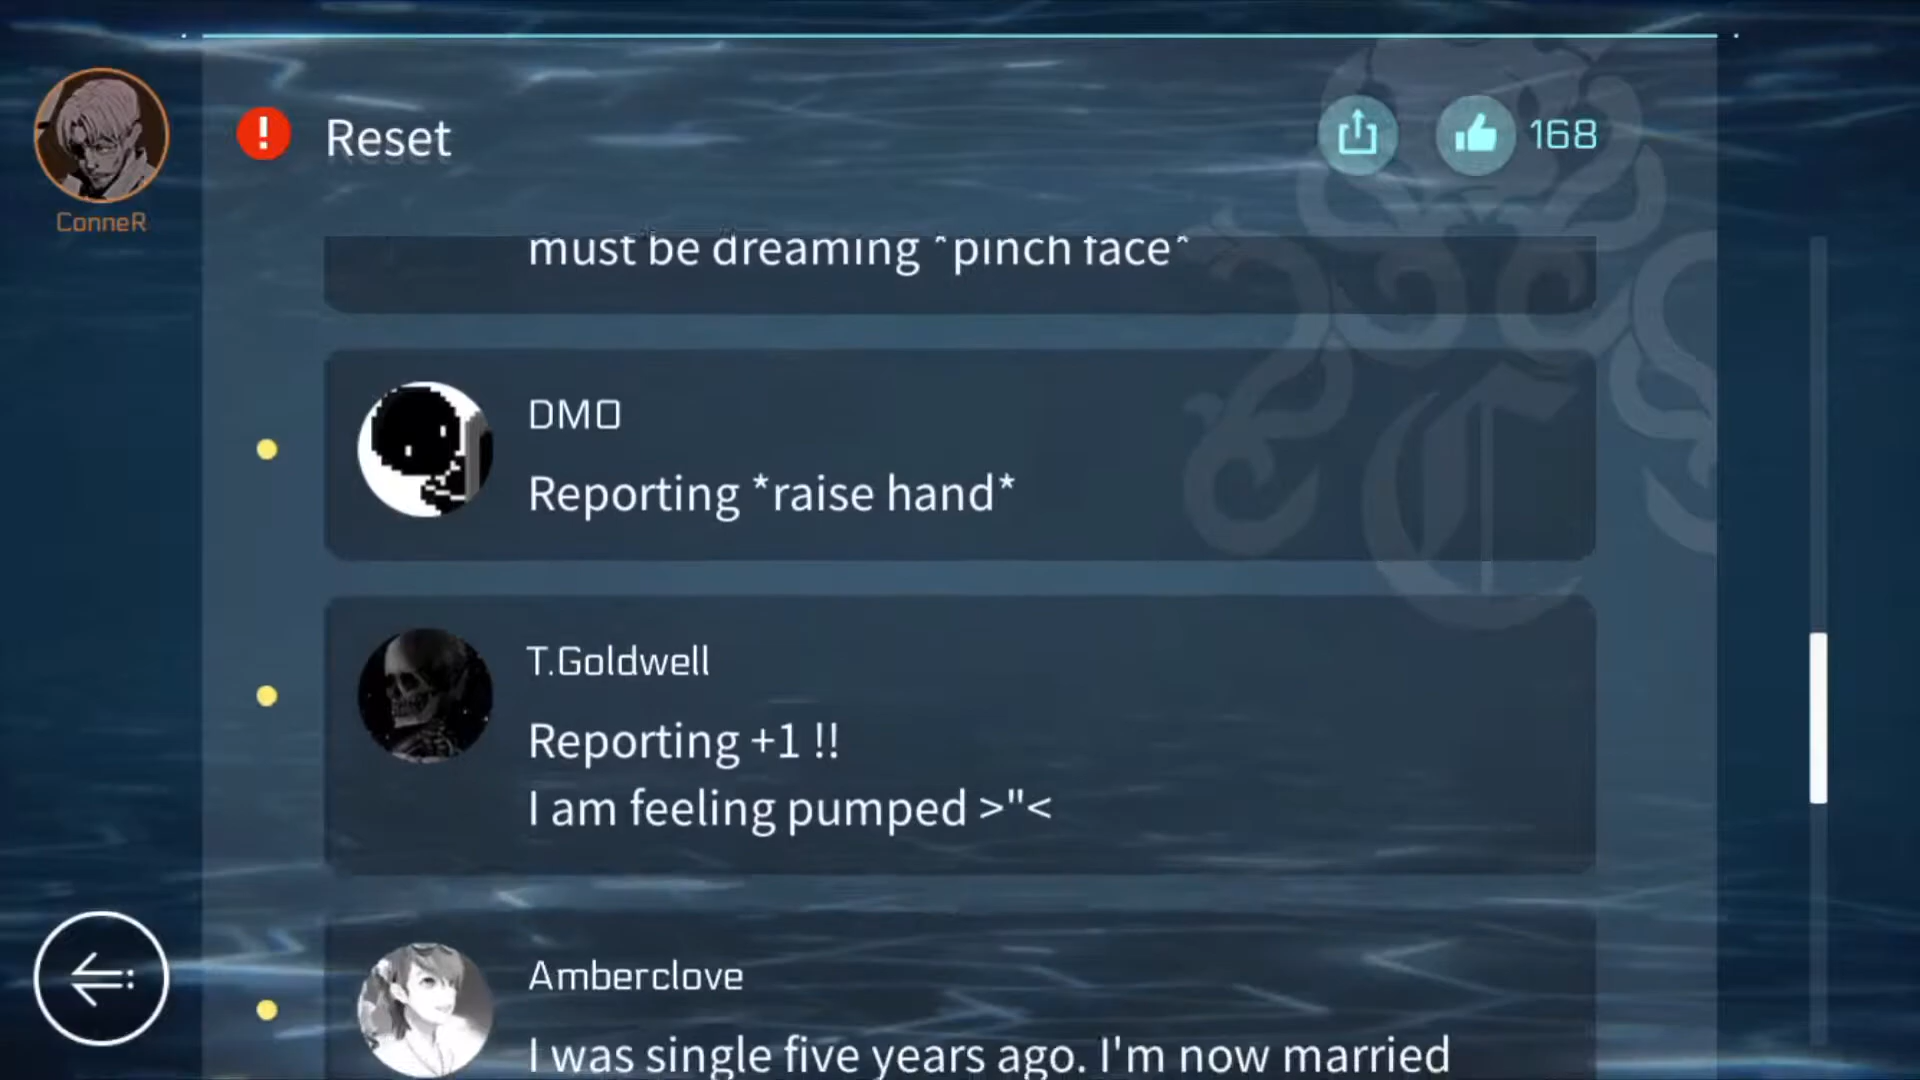 Reset
168
ConneR
must be dreaming *pinch face*
DMO
Reporting *raise hand*
T.Goldwell
Reporting +1 !!
I am feeling pumped >"<
Amberclove
I was single five years ago. I'm now married